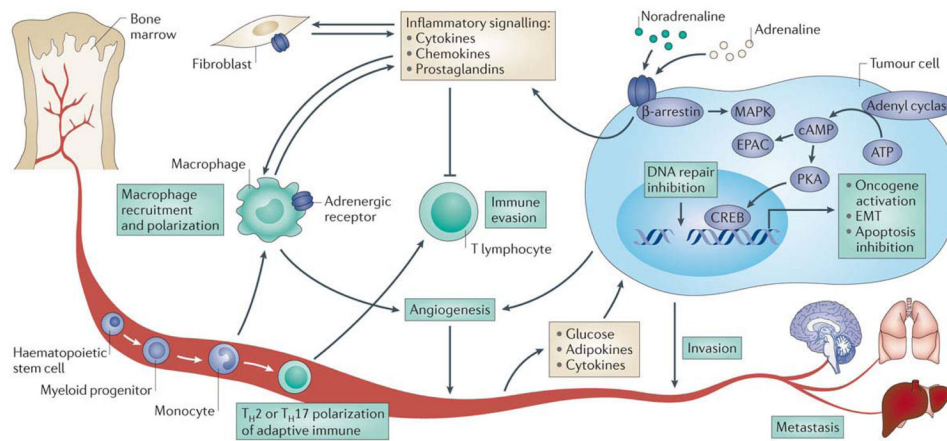 Bone
marrow
Fibroblast
Inflammatory signalling:
• Cytokines
• Chemokines
• Prostaglandins
Noradrenaline
Adrenaline
Tumour cell
β-arrestin
MAPK
Adenyl cyclas
cAMP
EPAC
ATP
PKA
DNA repair
inhibition
CREB
• Oncogene
activation
• EMT
• Apoptosis
inhibition
Macrophage
Macrophage
recruitment
and polarization
Adrenergic
receptor
Immune
evasion
T lymphocyte
Angiogenesis
• Glucose
• Adipokines
• Cytokines
Invasion
Haematopoietic
stem cell
Myeloid progenitor
Monocyte
TH2 or TH17 polarization
of adaptive immune
Metastasis